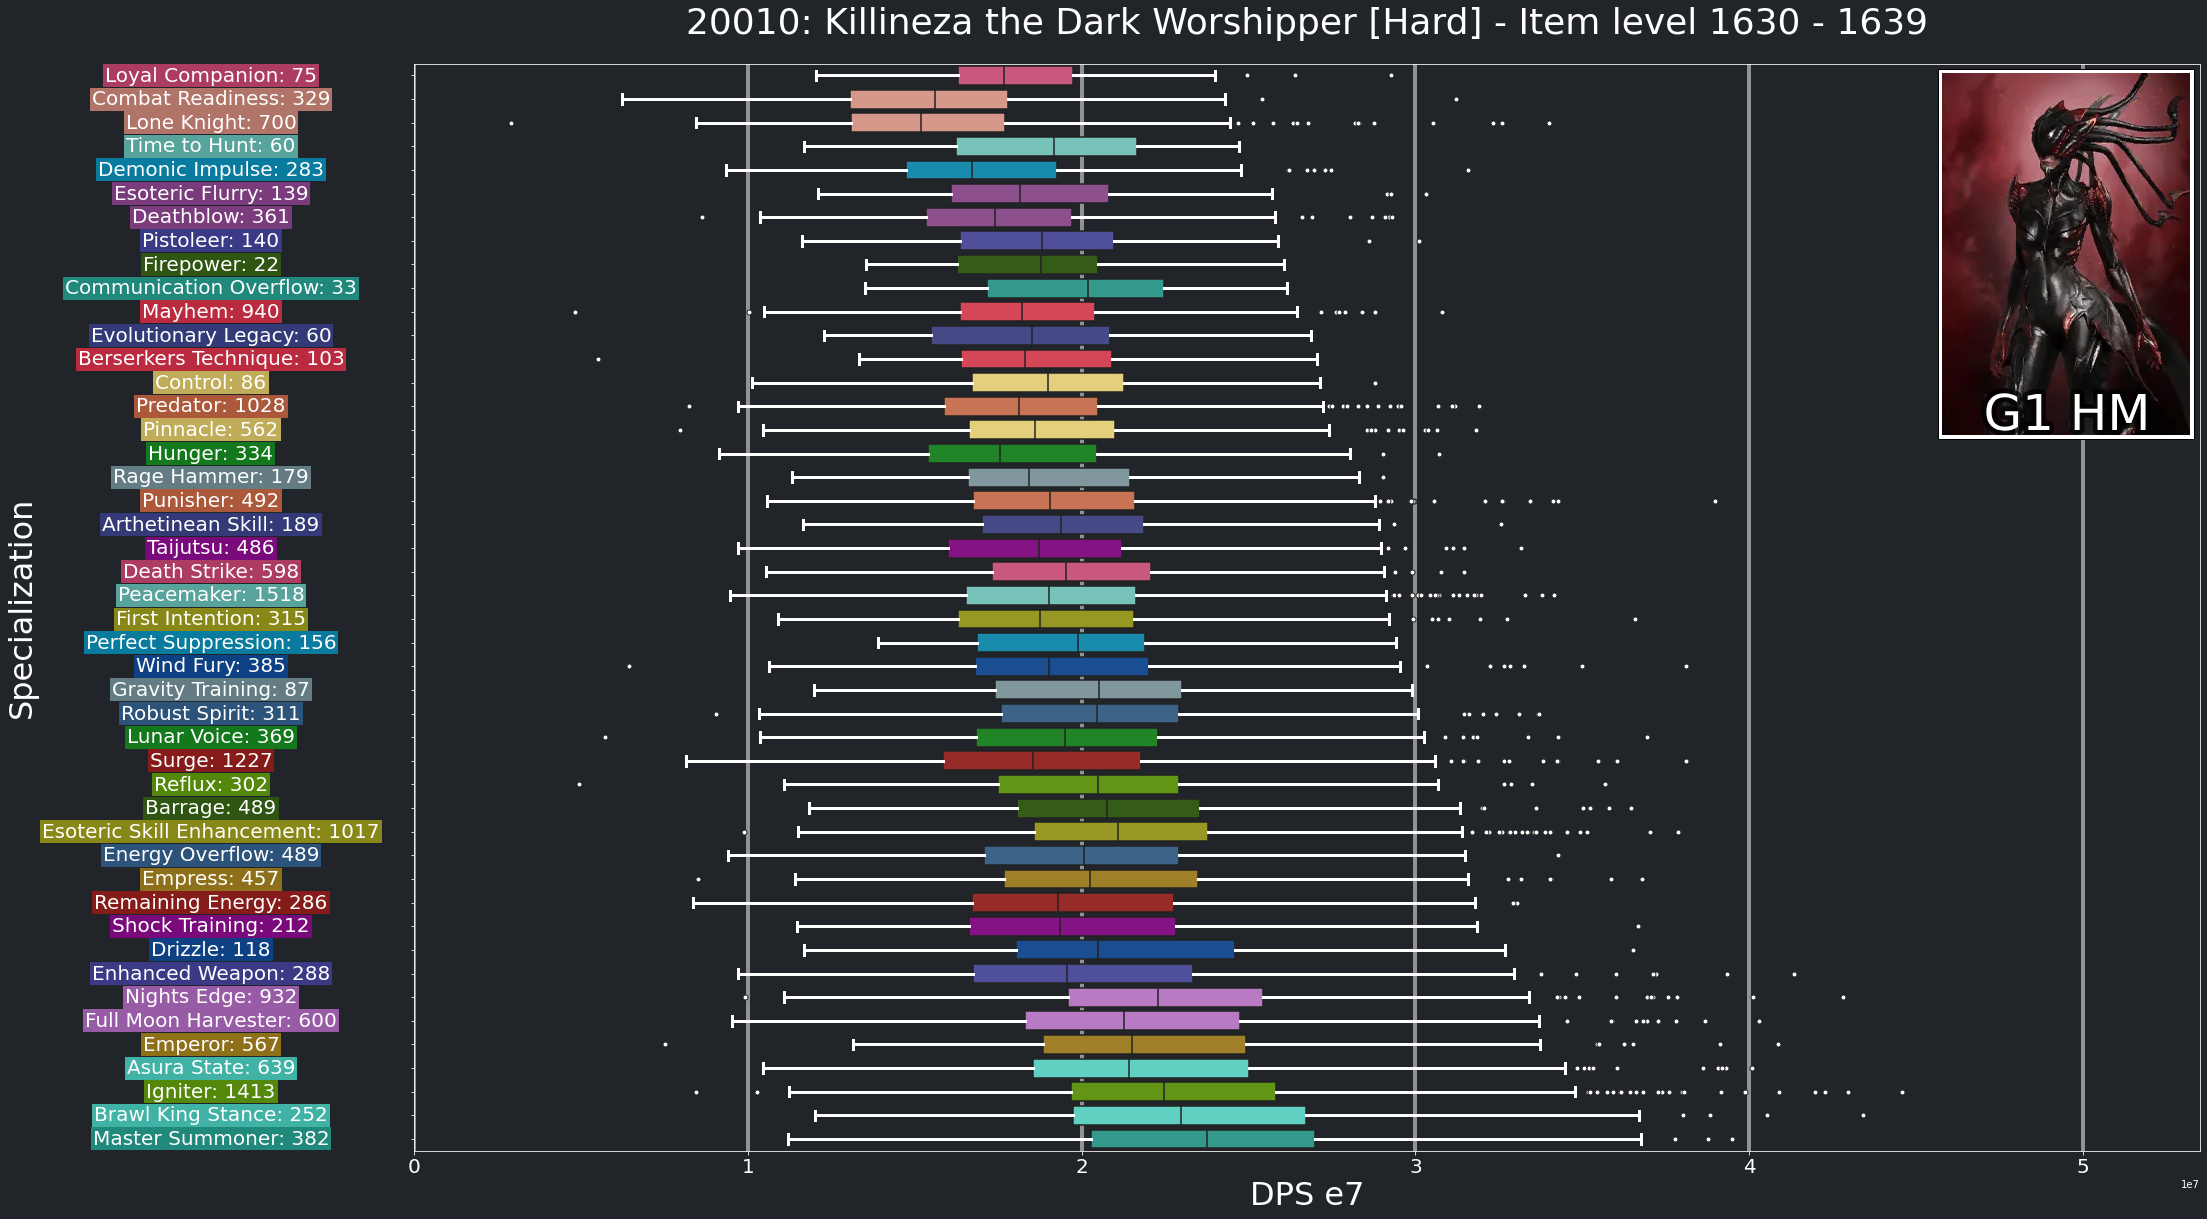 20010: Killineza the Dark Worshipper [Hard] - Item level 1630 - 1639
Loyal Companion: 75
Combat Readiness: 329
Lone Knight: 700
Time to Hunt: 60
Demonic Impulse: 283
Esoteric Flurry: 139
Deathblow: 361
Pistoleer: 140
Firepower: 22
Communication Overflow: 33
Mayhem: 940
Evolutionary Legacy: 60
Berserkers Technique: 103
Control: 86
Predator: 1028
Pinnacle: 562
Hunger: 334
Rage Hammer: 179
Punisher: 492
Arthetinean Skill: 189
Taijutsu: 486
Death Strike: 598
Peacemaker: 1518
First Intention: 315
Perfect Suppression: 156
Wind Fury: 385
Gravity Training: 87
Robust Spirit: 311
Lunar Voice: 369
Surge: 1227
Reflux: 302
Barrage: 489
Esoteric Skill Enhancement: 1017
Energy Overflow: 489
Empress: 457
Remaining Energy: 286
Shock Training: 212
Drizzle: 118
Enhanced Weapon: 288
Nights Edge: 932
Full Moon Harvester: 600
Emperor: 567
Asura State: 639
Igniter: 1413
Brawl King Stance: 252
Master Summoner: 382
Specialization
G1 HM
0 1 2 3 4 5
DPS e7
1e7